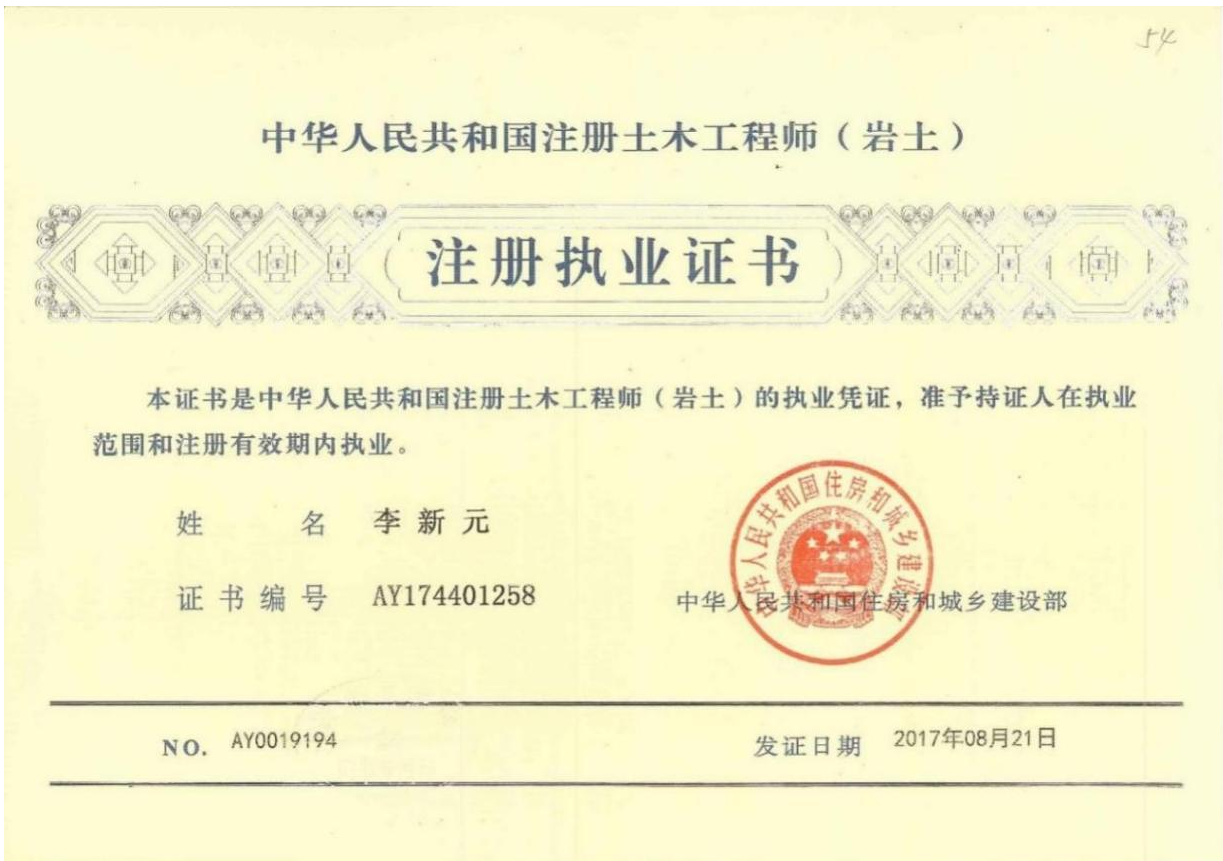 54
中华人民共和国注册土木工程师（岩土）
注册执业证书
本证书是中华人民共和国注册土木工程师（岩土）的执业凭证，准予持证人在执业
范围和注册有效期内执业。
姓 名 李新元
证书编号 AY174401258
中华人民共和国住房和城乡建设部
中华人民共和国住房和城乡建设部
NO. AY0019194
发证日期 2017年08月21日